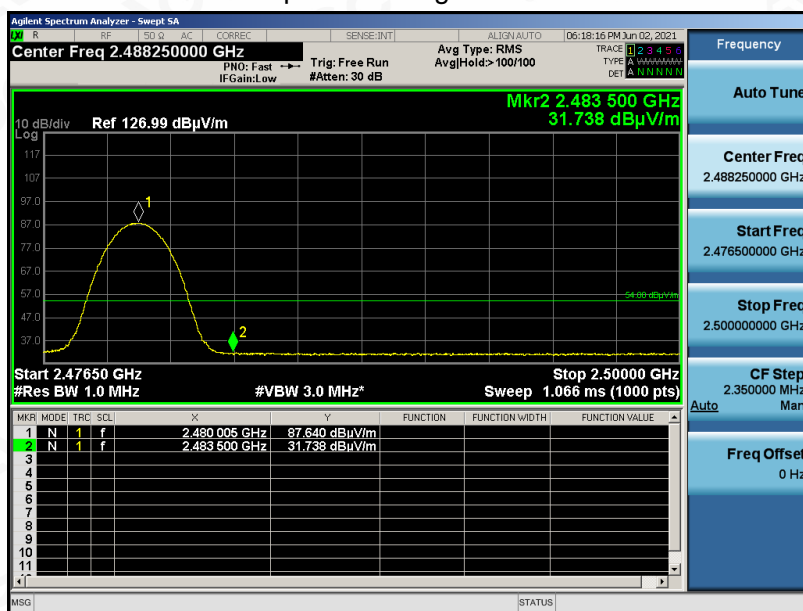 Agilent Spectrum Analyzer - Swept SA
LXI R RF 50 Ω AC CORREC SENSE:INT ALIGN AUTO 06:18:16 PM Jun 02, 2021
Center Freq 2.488250000 GHz
PNO: Fast
IFGain:Low
Trig: Free Run
#Atten: 30 dB
Avg Type: RMS
Avg|Hold:>100/100
TRACE 1 2 3 4 5 6
TYPE A WWWWW
DET A N N N N N
Mkr2 2.483 500 GHz
31.738 dBµV/m
10 dB/div Ref 126.99 dBµV/m
Log
117
107
97.0
87.0
77.0
67.0
57.0
47.0
37.0
1
2
54.00 dBµV/m
Start 2.47650 GHz Stop 2.50000 GHz
#Res BW 1.0 MHz #VBW 3.0 MHz* Sweep 1.066 ms (1000 pts)
MKR MODE TRC SCL X Y FUNCTION FUNCTION WIDTH FUNCTION VALUE
1 N 1 f 2.480 005 GHz 87.640 dBµV/m
2 N 1 f 2.483 500 GHz 31.738 dBµV/m
3
4
5
6
7
8
9
10
11
MSG STATUS
Frequency
Auto Tune
Center Freq
2.488250000 GHz
Start Freq
2.476500000 GHz
Stop Freq
2.500000000 GHz
CF Step
2.350000 MHz
Auto Man
Freq Offset
0 Hz